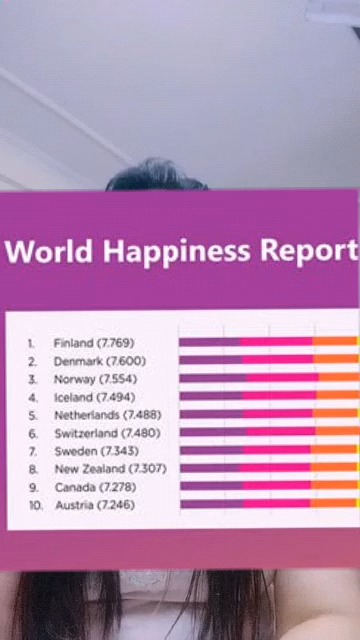 World Happiness Report
1. Finland (7.769)
2. Denmark (7.600)
3. Norway (7.554)
4. Iceland (7.494)
5. Netherlands (7.488)
6. Switzerland (7.480)
7. Sweden (7.343)
8. New Zealand (7.307)
9. Canada (7.278)
10. Austria (7.246)